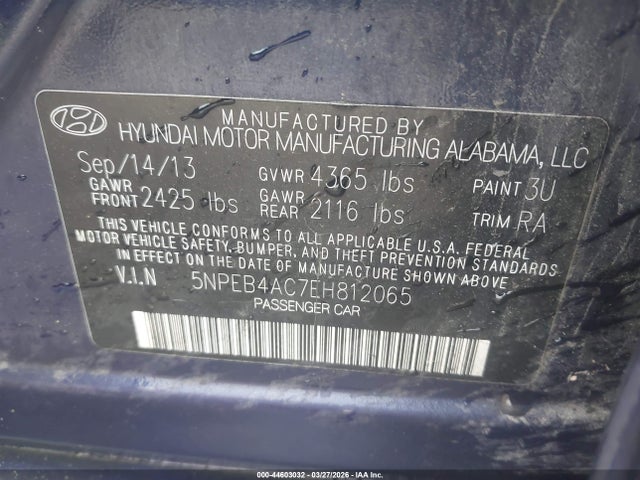 MANUFACTURED BY
HYUNDAI MOTOR MANUFACTURING ALABAMA, LLC
Sep/14/13 GVWR 4365 lbs PAINT 3U
GAWR FRONT 2425 lbs GAWR REAR 2116 lbs TRIM RA
THIS VEHICLE CONFORMS TO ALL APPLICABLE U.S.A. FEDERAL
MOTOR VEHICLE SAFETY, BUMPER, AND THEFT PREVENTION STANDARDS
IN EFFECT ON THE DATE OF MANUFACTURE SHOWN ABOVE
V.I.N 5NPEB4AC7EH812065
PASSENGER CAR
000-44603032 - 03/27/2026 - IAA Inc.